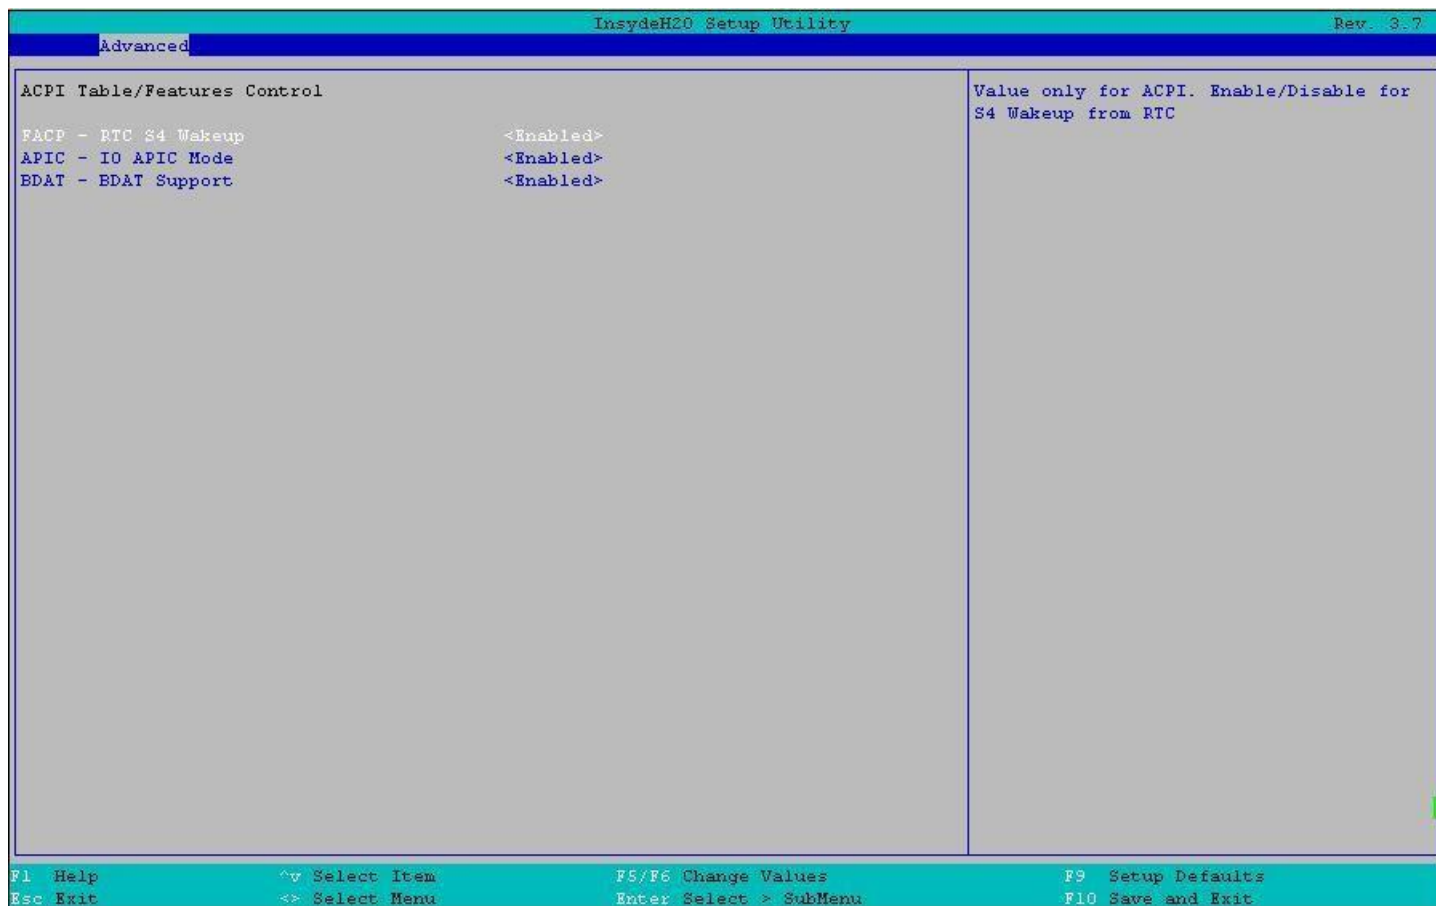 InsydeH20 Setup Utility Rev. 3.7
Advanced
ACPI Table/Features Control
FACP - RTC S4 Wakeup <Enabled>
APIC - IO APIC Mode <Enabled>
BDAT - BDAT Support <Enabled>
Value only for ACPI. Enable/Disable for
S4 Wakeup from RTC
F1 Help ^v Select Item F5/F6 Change Values F9 Setup Defaults
Esc Exit <> Select Menu Enter Select > SubMenu F10 Save and Exit